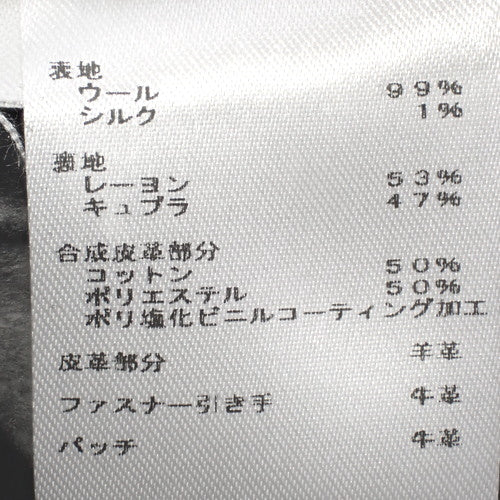 表地
ウール 99%
シルク 1%
裏地
レーヨン 53%
キュプラ 47%
合成皮革部分
コットン 50%
ポリエステル 50%
ポリ塩化ビニルコーティング加工
皮革部分 羊革
ファスナー引き手 牛革
パッチ 牛革